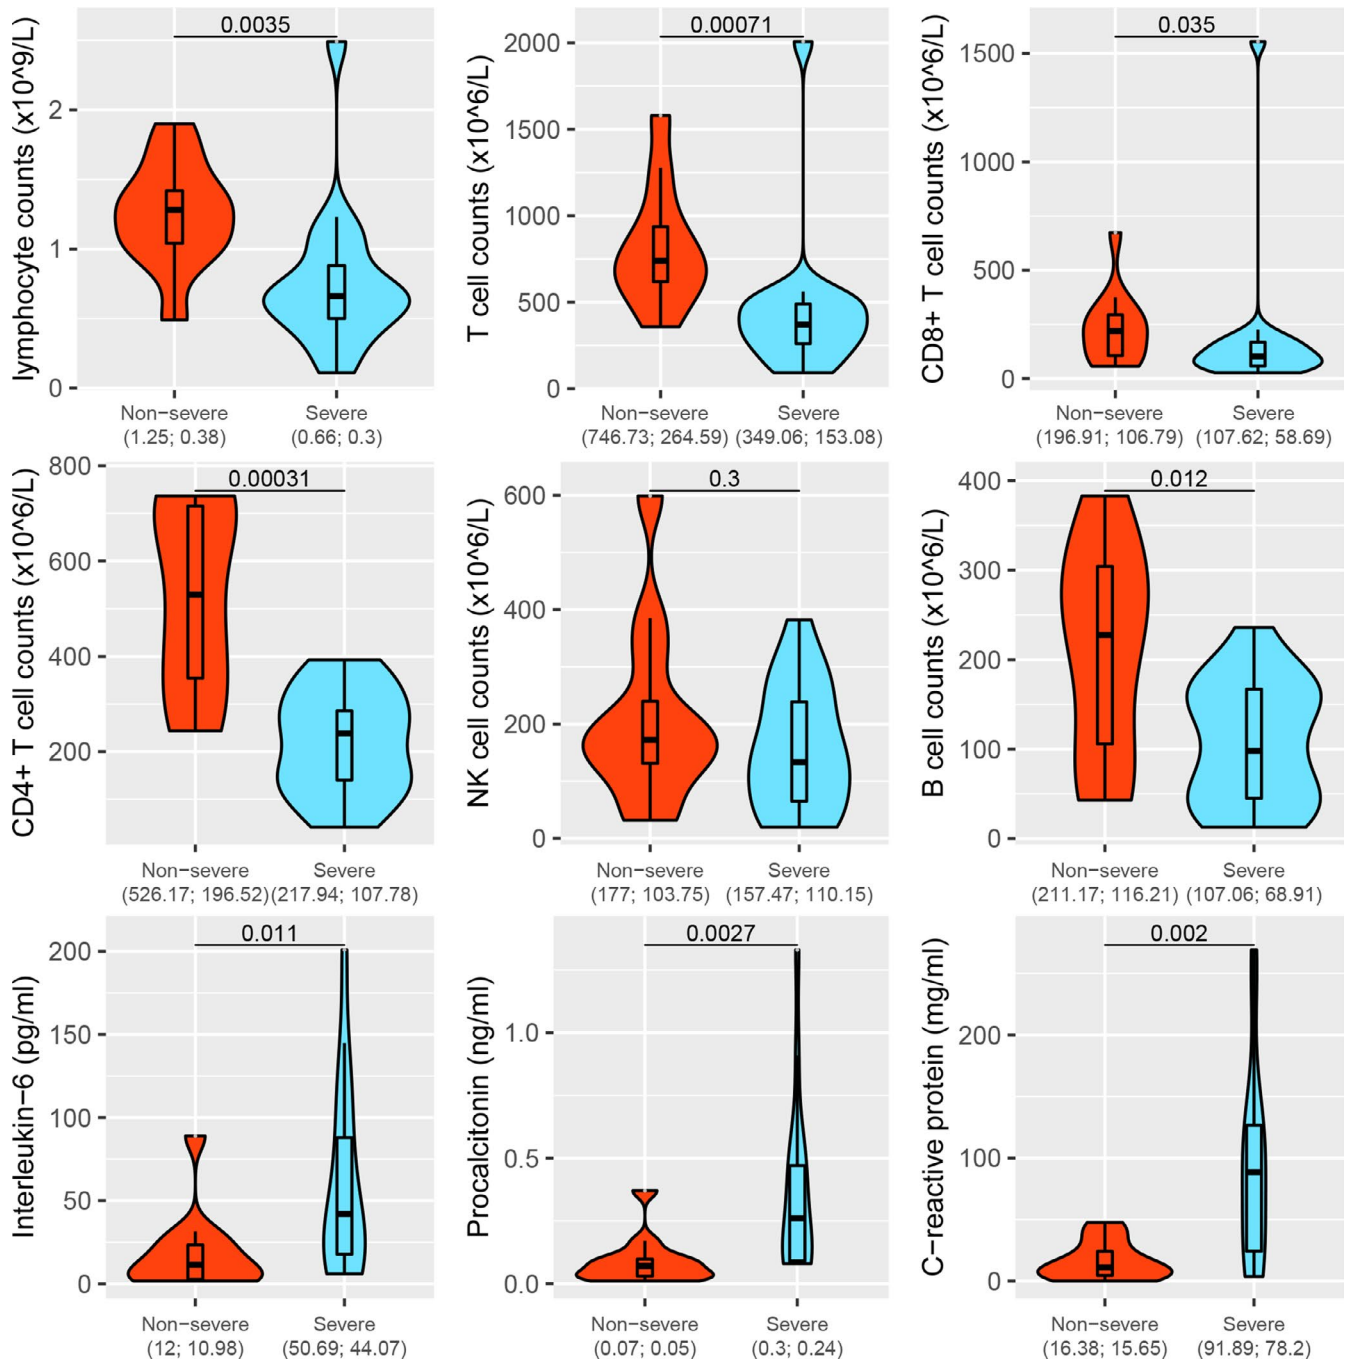 lymphocyte counts (x10^9/L)
0.0035
2
1
0
Non-severe
(1.25; 0.38)
Severe
(0.66; 0.3)
T cell counts (x10^6/L)
0.00071
2000
1500
1000
500
0
Non-severe
(746.73; 264.59)
Severe
(349.06; 153.08)
CD8+ T cell counts (x10^6/L)
0.035
1500
1000
500
0
Non-severe
(196.91; 106.79)
Severe
(107.62; 58.69)
CD4+ T cell counts (x10^6/L)
0.00031
800
600
400
200
Non-severe
(526.17; 196.52)
Severe
(217.94; 107.78)
NK cell counts (x10^6/L)
0.3
600
400
200
0
Non-severe
(177; 103.75)
Severe
(157.47; 110.15)
B cell counts (x10^6/L)
0.012
400
300
200
100
0
Non-severe
(211.17; 116.21)
Severe
(107.06; 68.91)
Interleukin-6 (pg/ml)
0.011
200
150
100
50
0
Non-severe
(12; 10.98)
Severe
(50.69; 44.07)
Procalcitonin (ng/ml)
0.0027
1.0
0.5
0.0
Non-severe
(0.07; 0.05)
Severe
(0.3; 0.24)
C-reactive protein (mg/ml)
0.002
200
100
0
Non-severe
(16.38; 15.65)
Severe
(91.89; 78.2)